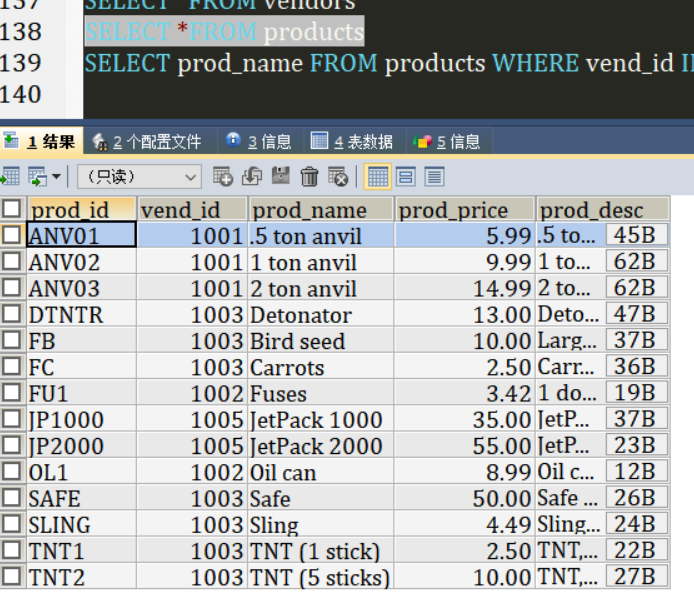 137 SELECT *FROM vendors
138 SELECT *FROM products
139 SELECT prod_name FROM products WHERE vend_id
140
1 结果 2 个配置文件 3 信息 4 表数据 5 信息
(只读)
prod_id vend_id prod_name prod_price prod_desc
ANV01 1001 .5 ton anvil 5.99 .5 to... 45B
ANV02 1001 1 ton anvil 9.99 1 to... 62B
ANV03 1001 2 ton anvil 14.99 2 to... 62B
DTNTR 1003 Detonator 13.00 Deto... 47B
FB 1003 Bird seed 10.00 Larg... 37B
FC 1003 Carrots 2.50 Carr... 36B
FU1 1002 Fuses 3.42 1 do... 19B
JP1000 1005 JetPack 1000 35.00 JetP... 37B
JP2000 1005 JetPack 2000 55.00 JetP... 23B
OL1 1002 Oil can 8.99 Oil c... 12B
SAFE 1003 Safe 50.00 Safe ... 26B
SLING 1003 Sling 4.49 Sling... 24B
TNT1 1003 TNT (1 stick) 2.50 TNT,... 22B
TNT2 1003 TNT (5 sticks) 10.00 TNT,... 27B